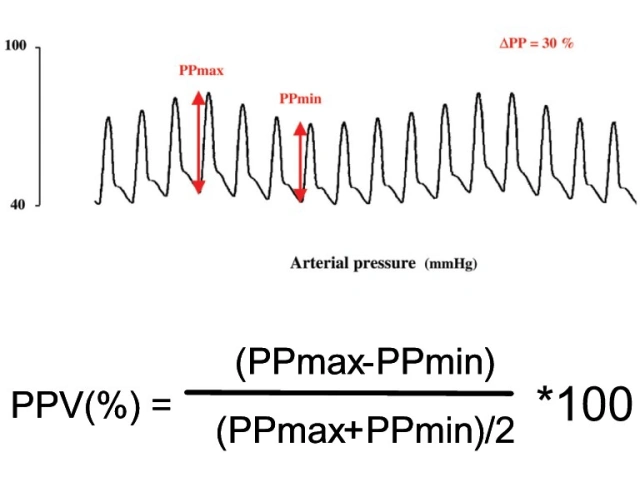 100
ΔPP = 30 %
PPmax
PPmin
40
Arterial pressure (mmHg)
(PPmax-PPmin)
PPV(%) = *100
(PPmax+PPmin)/2